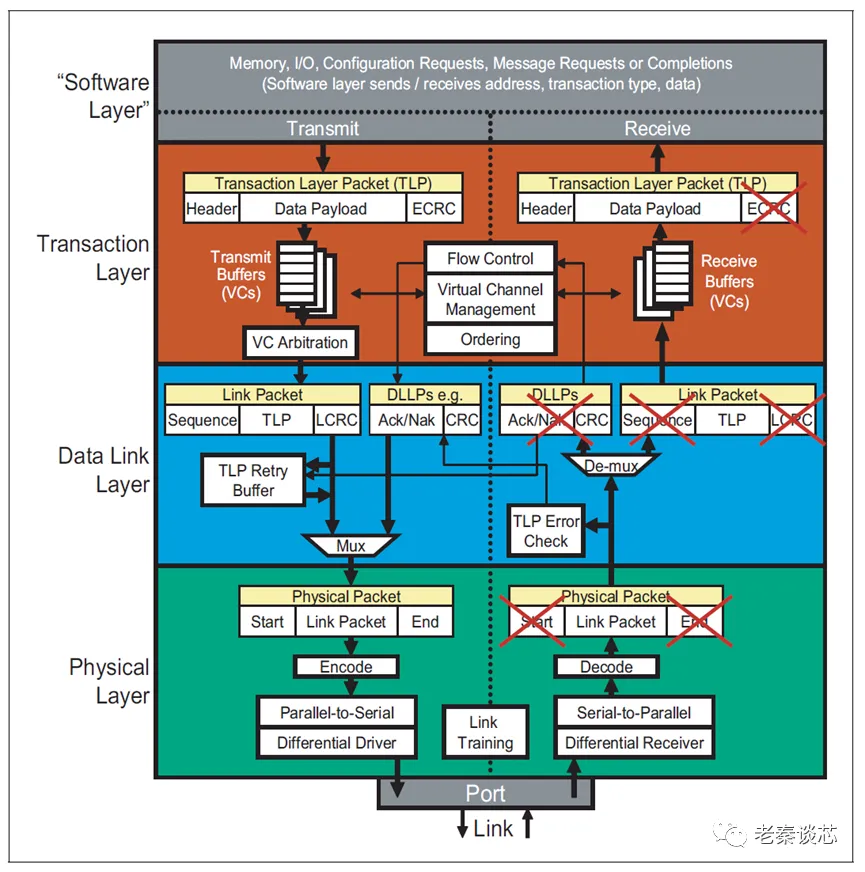 “Software
Layer”
Memory, I/O, Configuration Requests, Message Requests or Completions
(Software layer sends / receives address, transaction type, data)
Transmit
Receive
Transaction
Layer
Transaction Layer Packet (TLP)
Header
Data Payload
ECRC
Transaction Layer Packet (TLP)
Header
Data Payload
ECRC
Transmit
Buffers
(VCs)
Flow Control
Virtual Channel
Management
Ordering
Receive
Buffers
(VCs)
VC Arbitration
Data Link
Layer
Link Packet
Sequence
TLP
LCRC
DLLPs e.g.
Ack/Nak
CRC
DLLPs
Ack/Nak
CRC
Link Packet
Sequence
TLP
LCRC
TLP Retry
Buffer
De-mux
TLP Error
Check
Mux
Physical
Layer
Physical Packet
Start
Link Packet
End
Physical Packet
Start
Link Packet
End
Encode
Decode
Parallel-to-Serial
Differential Driver
Link
Training
Serial-to-Parallel
Differential Receiver
Port
Link
老秦谈芯